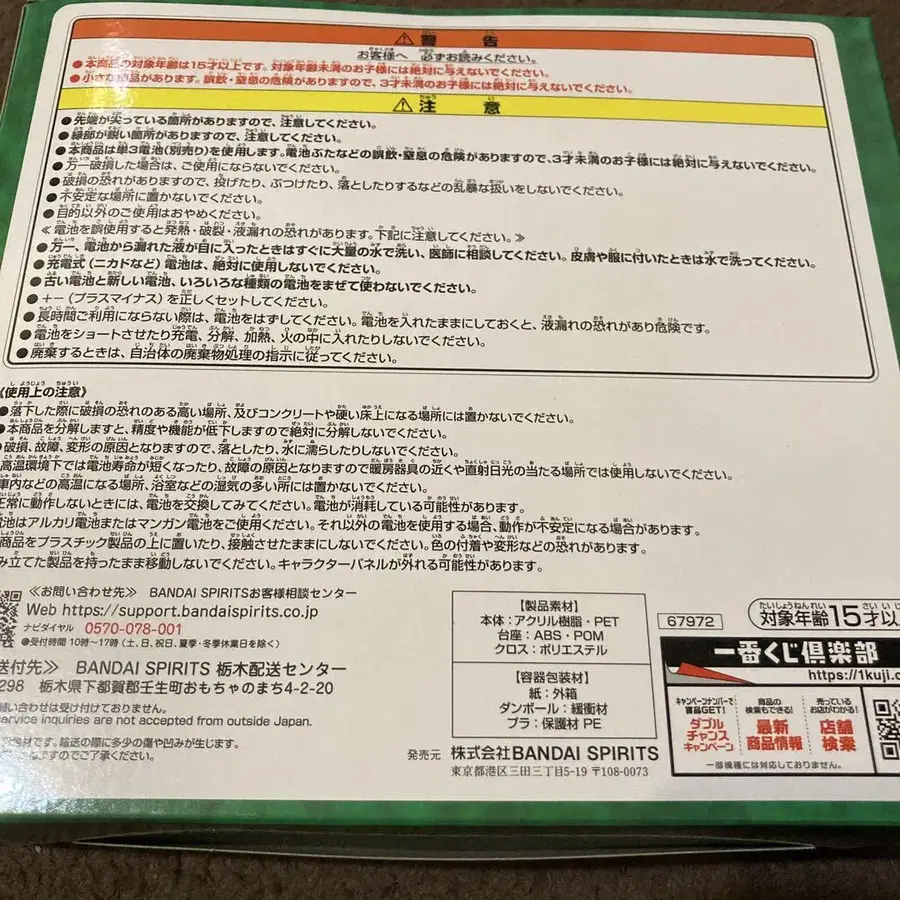 ⚠警告
お客様へ 必ずお読みください。
●本商品の対象年齢は15才以上です。対象年齢未満のお子様には絶対に与えないでください。
●小さな部品があります。誤飲・窒息の危険がありますので、3才未満のお子様には絶対に与えないでください。
⚠注意
●先端が尖っている箇所がありますので、注意してください。
●縁部が鋭い箇所がありますので、注意してください。
●本商品は単3電池(別売り)を使用します。電池ぶたなどの誤飲・窒息の危険がありますので、3才未満のお子様には絶対に与えないでください。
●万一破損した場合は、ご使用にならないでください。
●破損の恐れがありますので、投げたり、ぶつけたり、落としたりするなどの乱暴な扱いをしないでください。
●不安定な場所に置かないでください。
●目的以外のご使用はおやめください。
≪電池を誤使用すると発熱・破裂・液漏れの恐れがあります。下記に注意してください。≫
●万一、電池から漏れた液が目に入ったときはすぐに大量の水で洗い、医師に相談してください。皮膚や服に付いたときは水で洗ってください。
●充電式(ニカドなど)電池は、絶対に使用しないでください。
●古い電池と新しい電池、いろいろな種類の電池をまぜて使わないでください。
●+−(プラスマイナス)を正しくセットしてください。
●長時間ご利用にならない際は、電池をはずしてください。電池を入れたままにしておくと、液漏れの恐れがあり危険です。
●電池をショートさせたり充電、分解、加熱、火の中に入れたりしないでください。
●廃棄するときは、自治体の廃棄物処理の指示に従ってください。
《使用上の注意》
●落下した際に破損の恐れのある高い場所、及びコンクリートや硬い床上になる場所には置かないでください。
●本商品を分解しますと、精度や機能が低下しますので絶対に分解しないでください。
●破損、故障、変形の原因となりますので、落としたり、水に濡らしたりしないでください。
高温環境下では電池寿命が短くなったり、故障の原因となりますので暖房器具の近くや直射日光の当たる場所では使用しないでください。
車内などの高温になる場所、浴室などの湿気の多い所には置かないでください。
正常に動作しないときには、電池を交換してみてください。電池が消耗している可能性があります。
電池はアルカリ電池またはマンガン電池をご使用ください。それ以外の電池を使用する場合、動作が不安定になる場合があります。
商品をプラスチック製品の上に置いたり、接触させたままにしないでください。色の付着や変形などの恐れがあります。
み立てた製品を持ったまま移動しないでください。キャラクターパネルが外れる可能性があります。
≪お問い合わせ先≫ BANDAI SPIRITSお客様相談センター
Web https://support.bandaispirits.co.jp
ナビダイヤル 0570-078-001
●受付時間 10時〜17時(土、日、祝日、夏季・冬季休業日を除く)
送付先≫ BANDAI SPIRITS 栃木配送センター
298 栃木県下都賀郡壬生町おもちゃのまち4-2-20
問い合わせは受け付けておりません。
service inquiries are not accepted from outside Japan.
包材です。輸送の際に多少の傷や凹みが生じます。
ねますのでご了承ください。
【製品素材】
本体:アクリル樹脂・PET
台座:ABS・POM
クロス:ポリエステル
【容器包装材】
紙:外箱
ダンボール:緩衝材
プラ:保護材 PE
発売元 株式会社BANDAI SPIRITS
東京都港区三田三丁目5-19 〒108-0073
67972
対象年齢15才以
一番くじ倶楽部
https://1kuji.c
キャンペーンナンバーで賞品GET!
ダブルチャンスキャンペーン
商品の検索もできる!
最新商品情報
売っているお店がわかる!
店舗検索
一部機種には対応しておりません。